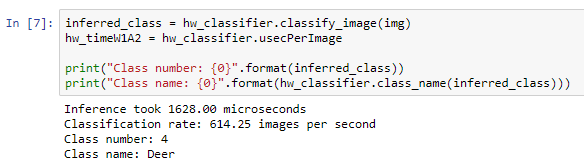 In [7]: inferred_class = hw_classifier.classify_image(img)
hw_timeW1A2 = hw_classifier.usecPerImage
print("Class number: {0}".format(inferred_class))
print("Class name: {0}".format(hw_classifier.class_name(inferred_class)))
Inference took 1628.00 microseconds
Classification rate: 614.25 images per second
Class number: 4
Class name: Deer